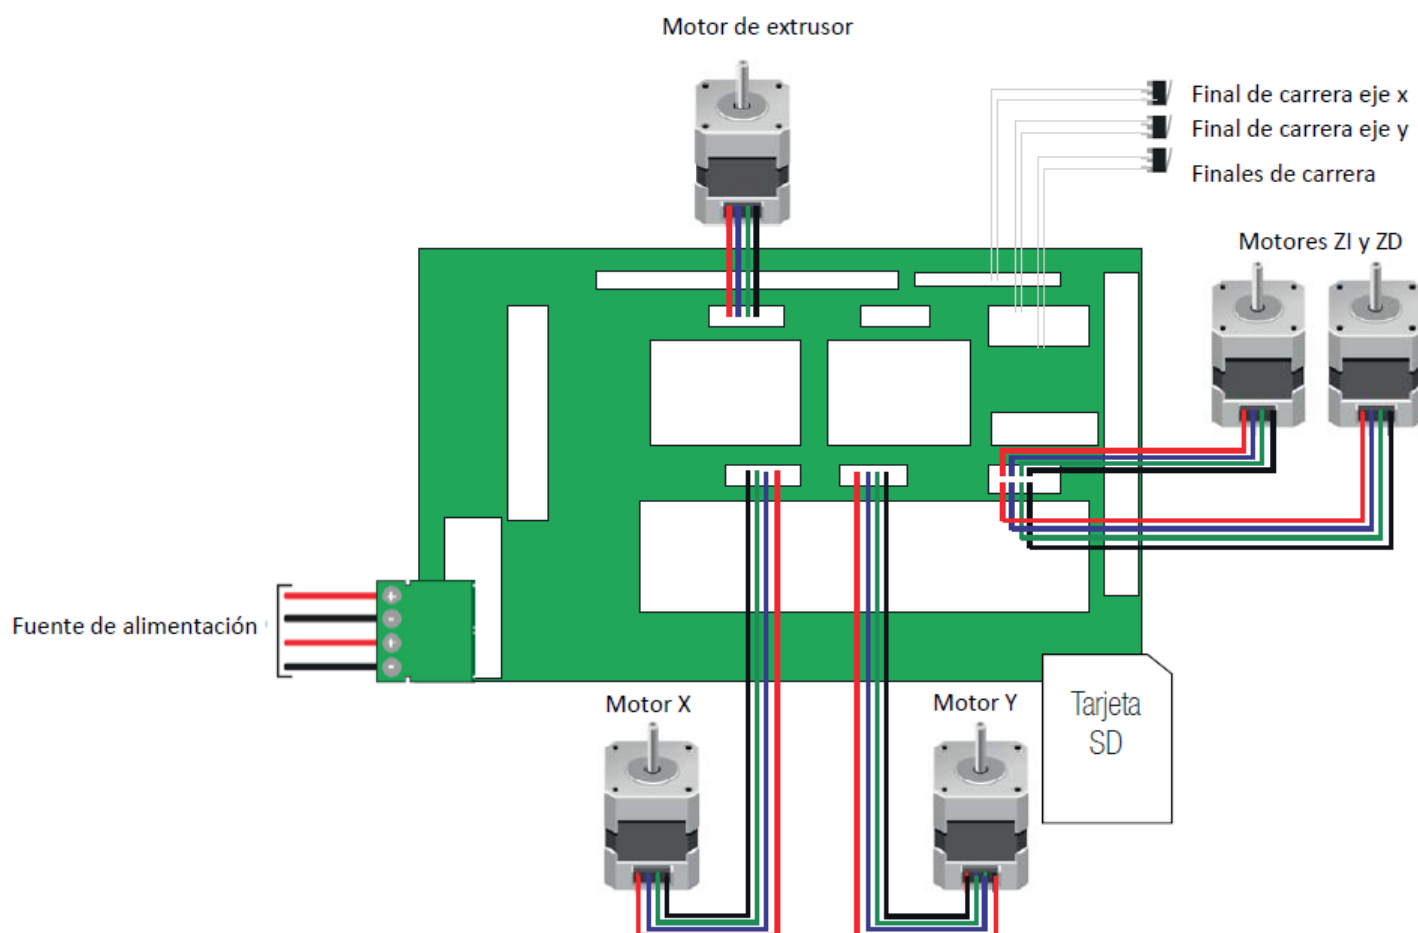 Motor de extrusor
Final de carrera eje x
Final de carrera eje y
Finales de carrera
Motores ZI y ZD
+
-
+
-
Fuente de alimentación
Motor X
Motor Y
Tarjeta
SD